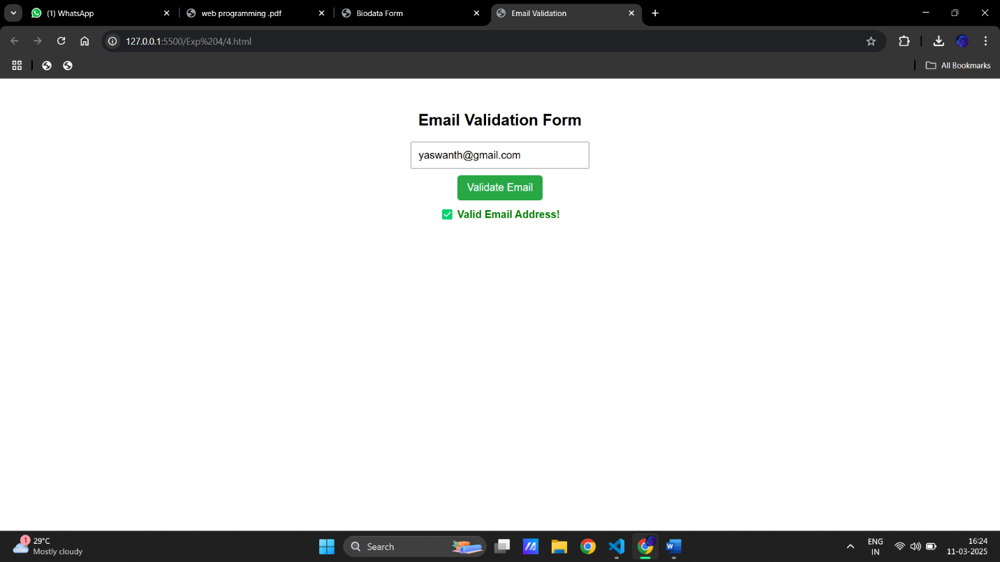 (1) WhatsApp
web programming .pdf
Biodata Form
Email Validation
127.0.0.1:5500/Exp%204/4.html
All Bookmarks
Email Validation Form
yaswanth@gmail.com
Validate Email
Valid Email Address!
1
29°C
Mostly cloudy
Search
W
ENG
IN
16:24
11-03-2025